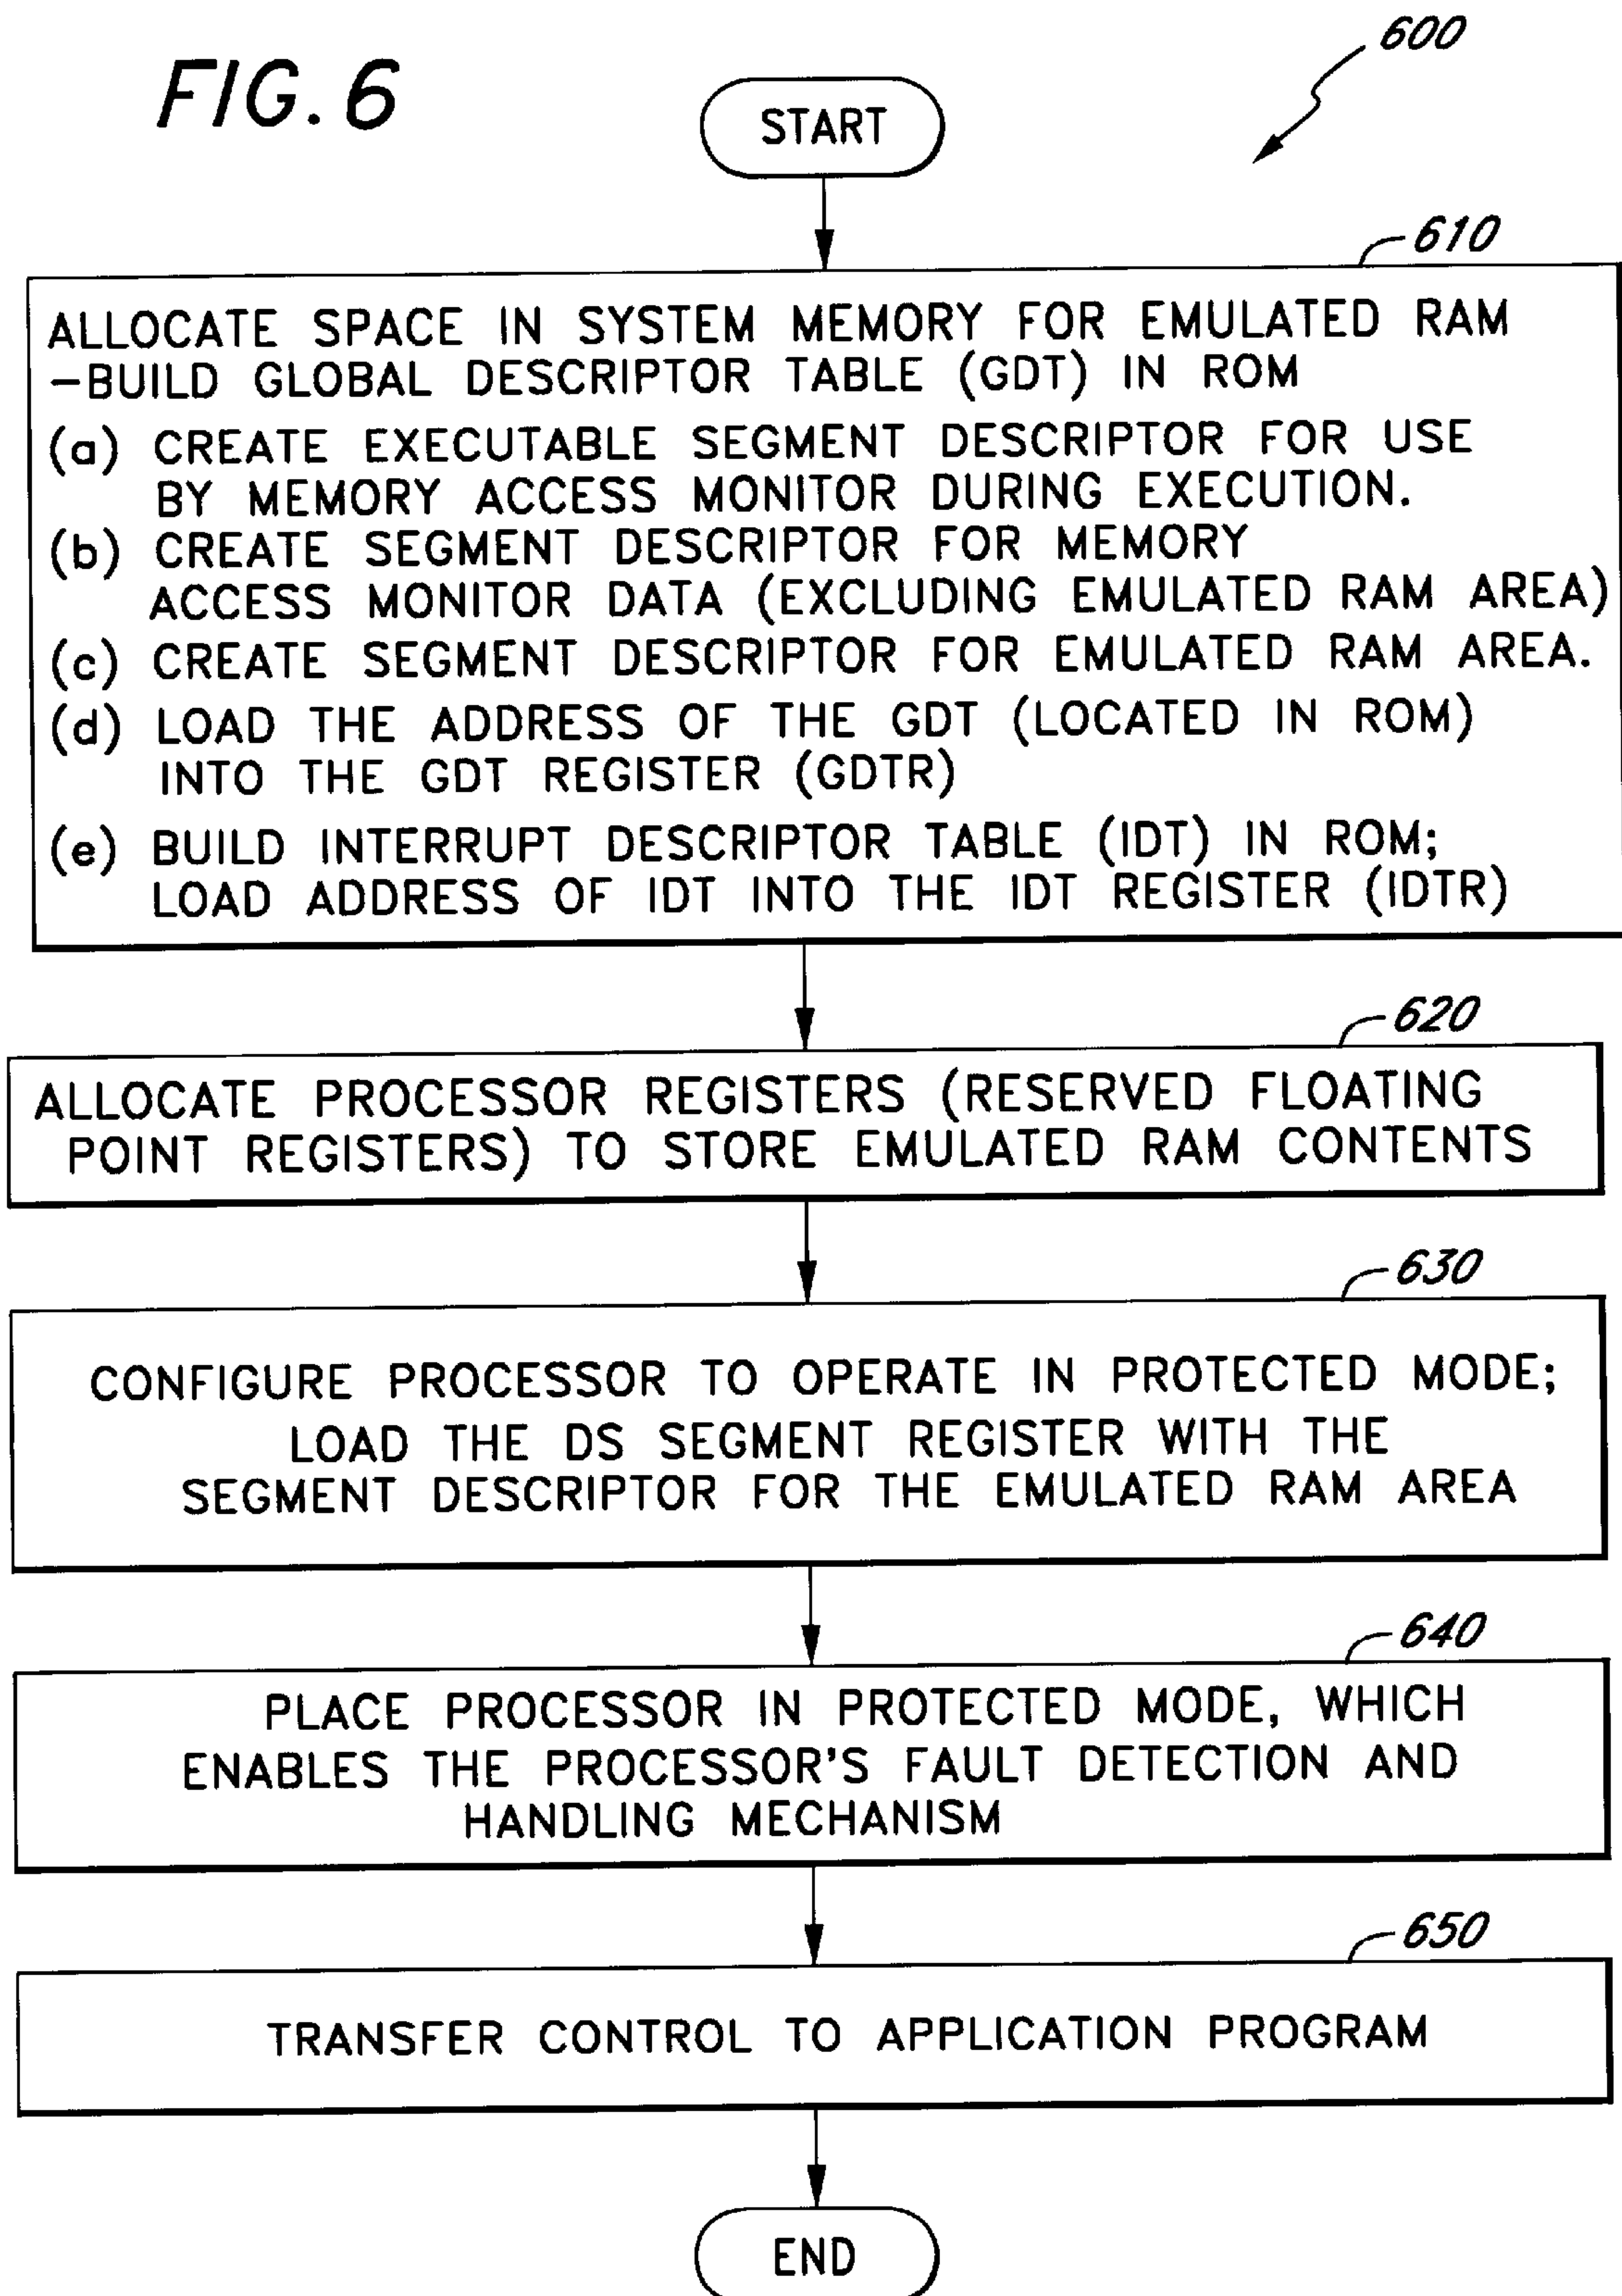 FIG. 6
600
START
610
ALLOCATE SPACE IN SYSTEM MEMORY FOR EMULATED RAM
-BUILD GLOBAL DESCRIPTOR TABLE (GDT) IN ROM
(a) CREATE EXECUTABLE SEGMENT DESCRIPTOR FOR USE
BY MEMORY ACCESS MONITOR DURING EXECUTION.
(b) CREATE SEGMENT DESCRIPTOR FOR MEMORY
ACCESS MONITOR DATA (EXCLUDING EMULATED RAM AREA)
(c) CREATE SEGMENT DESCRIPTOR FOR EMULATED RAM AREA.
(d) LOAD THE ADDRESS OF THE GDT (LOCATED IN ROM)
INTO THE GDT REGISTER (GDTR)
(e) BUILD INTERRUPT DESCRIPTOR TABLE (IDT) IN ROM;
LOAD ADDRESS OF IDT INTO THE IDT REGISTER (IDTR)
620
ALLOCATE PROCESSOR REGISTERS (RESERVED FLOATING
POINT REGISTERS) TO STORE EMULATED RAM CONTENTS
630
CONFIGURE PROCESSOR TO OPERATE IN PROTECTED MODE;
LOAD THE DS SEGMENT REGISTER WITH THE
SEGMENT DESCRIPTOR FOR THE EMULATED RAM AREA
640
PLACE PROCESSOR IN PROTECTED MODE, WHICH
ENABLES THE PROCESSOR'S FAULT DETECTION AND
HANDLING MECHANISM
650
TRANSFER CONTROL TO APPLICATION PROGRAM
END